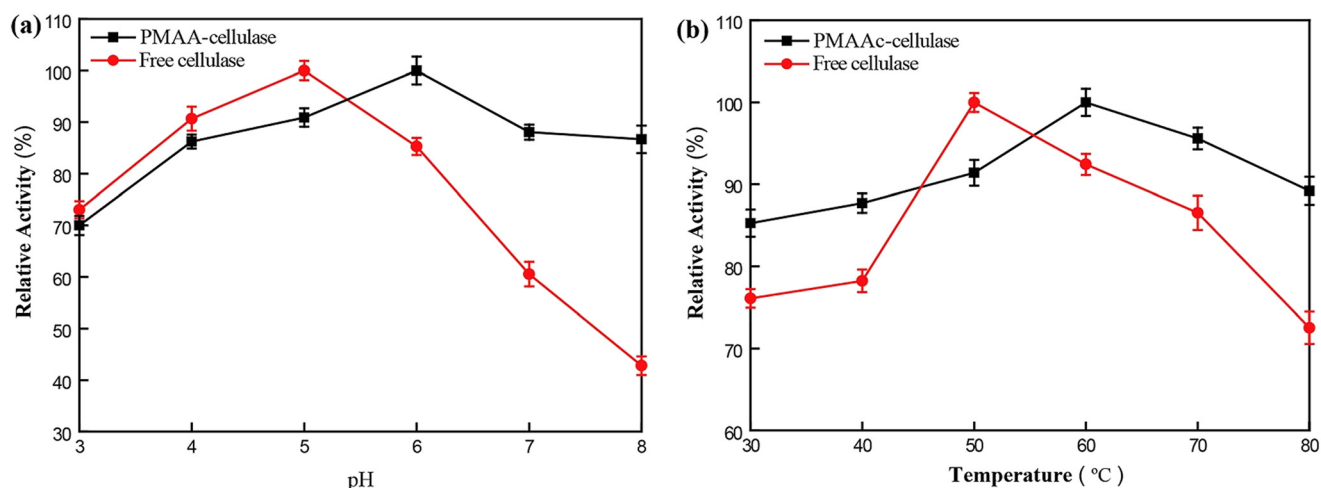 (a)
PMAA-cellulase
Free cellulase
Relative Activity (%)
110
100
90
80
70
60
50
40
30
3 4 5 6 7 8
pH
(b)
PMAAc-cellulase
Free cellulase
Relative Activity (%)
110
100
90
80
70
60
30 40 50 60 70 80
Temperature ( ºC)